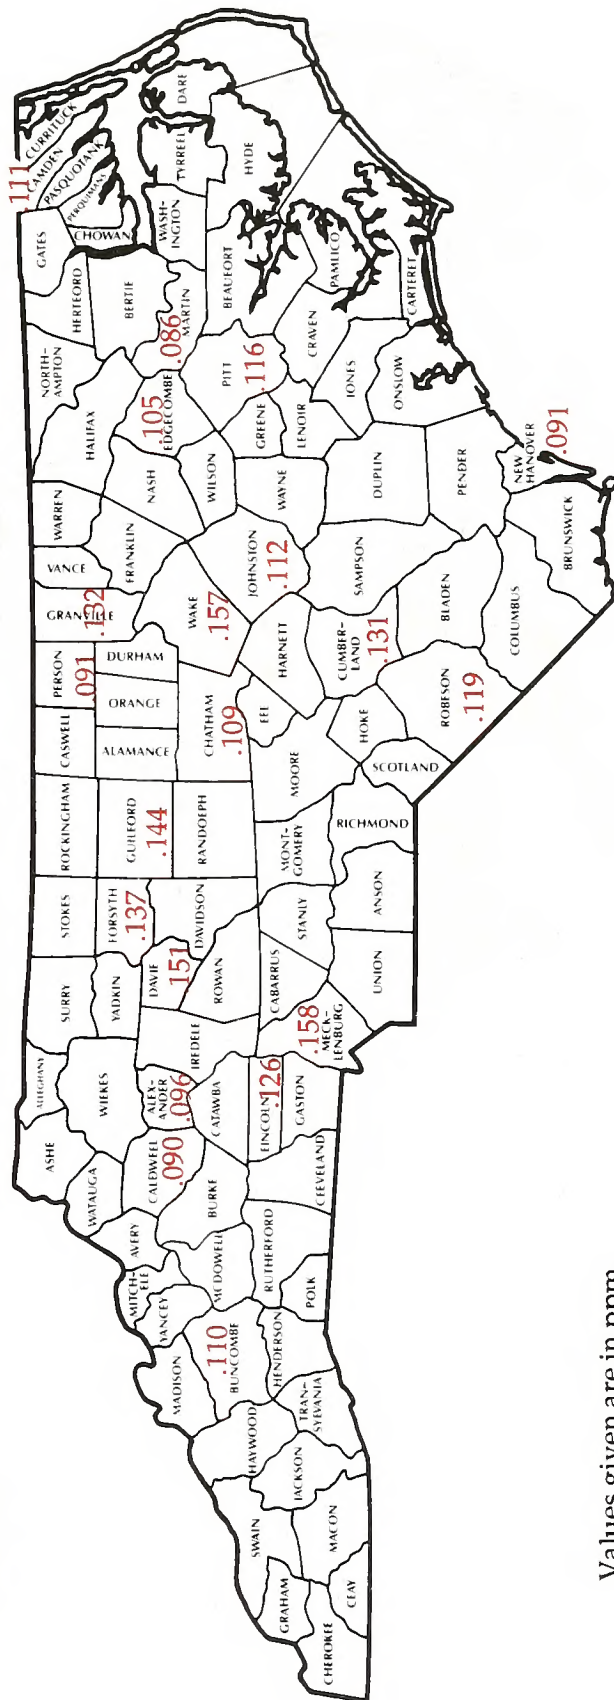 CHEROKEE
GRAHAM
CLAY
SWAIN
MACON
JACKSON
HAYWOOD
TRAN-
SYLVANIA
MADISON
.110
BUNCOMBE
HENDERSON
YANCEY
MITCH-
ELL
AVERY
MCDOWELL
RUTHERFORD
POLK
ASHE
WATAUGA
CALDWELL
.090
BURKE
CLEVELAND
ALLEGHANY
WILKES
ALEX-
ANDER
.096
CATAWBA
LINCOLN
.126
GASTON
SURRY
YADKIN
IREDELL
DAVIE
.151
ROWAN
CABARRUS
.158
MECK-
LENBURG
STOKES
FORSYTH
.137
DAVIDSON
STANLY
UNION
ANSON
ROCKINGHAM
GUILFORD
.144
RANDOLPH
MONT-
GOMERY
RICHMOND
CASWELL
ALAMANCE
ORANGE
CHATHAM
.109
MOORE
LEE
HOKE
SCOTLAND
PERSON
.091
DURHAM
GRANVILLE
.132
WAKE
.157
HARNETT
CUMBER-
LAND
.131
ROBESON
.119
VANCE
WARREN
FRANKLIN
JOHNSTON
.112
SAMPSON
BLADEN
COLUMBUS
BRUNSWICK
NORTH-
AMPTON
HALIFAX
NASH
.105
EDGECOMBE
WILSON
WAYNE
GREENE
LENOIR
DUPLIN
PENDER
NEW
HANOVER
.091
HERTFORD
BERTIE
.086
MARTIN
PITT
.116
CRAVEN
JONES
ONSLOW
.111
GATES
CHOWAN
PERQUIMANS
PASQUOTANK
CAMDEN
CURRITUCK
WASH-
INGTON
TYRRELL
DARE
BEAUFORT
HYDE
PAMLICO
CARTERET
Values given are in ppm